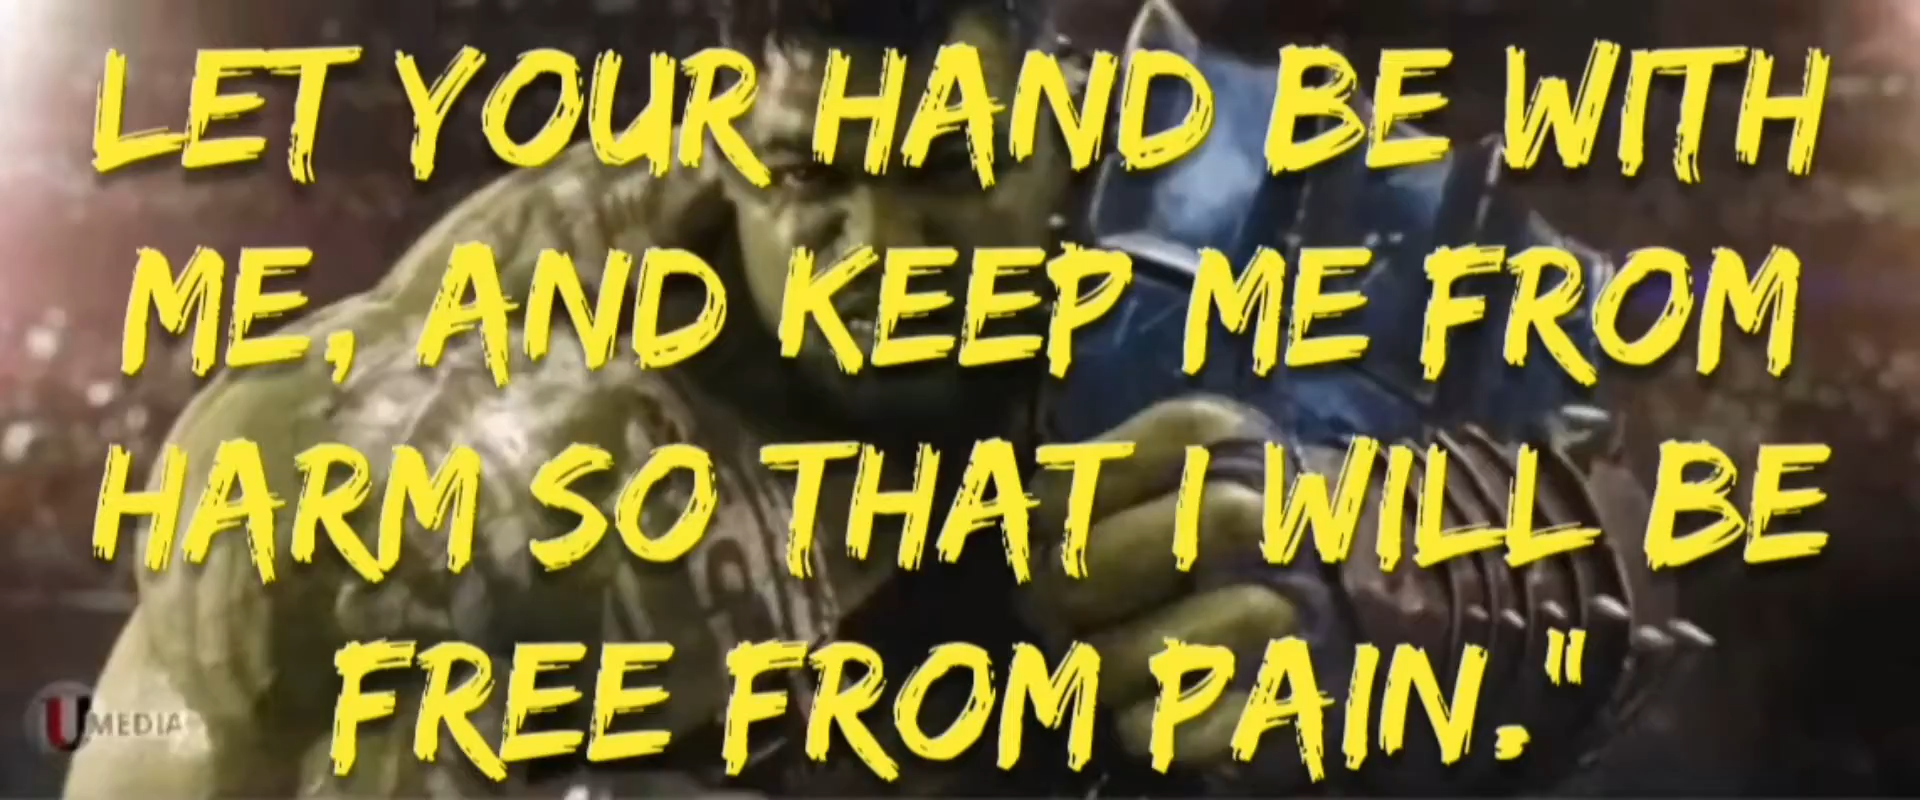 LET YOUR HAND BE WITH
ME, AND KEEP ME FROM
HARM SO THAT I WILL BE
FREE FROM PAIN."
UMEDIA